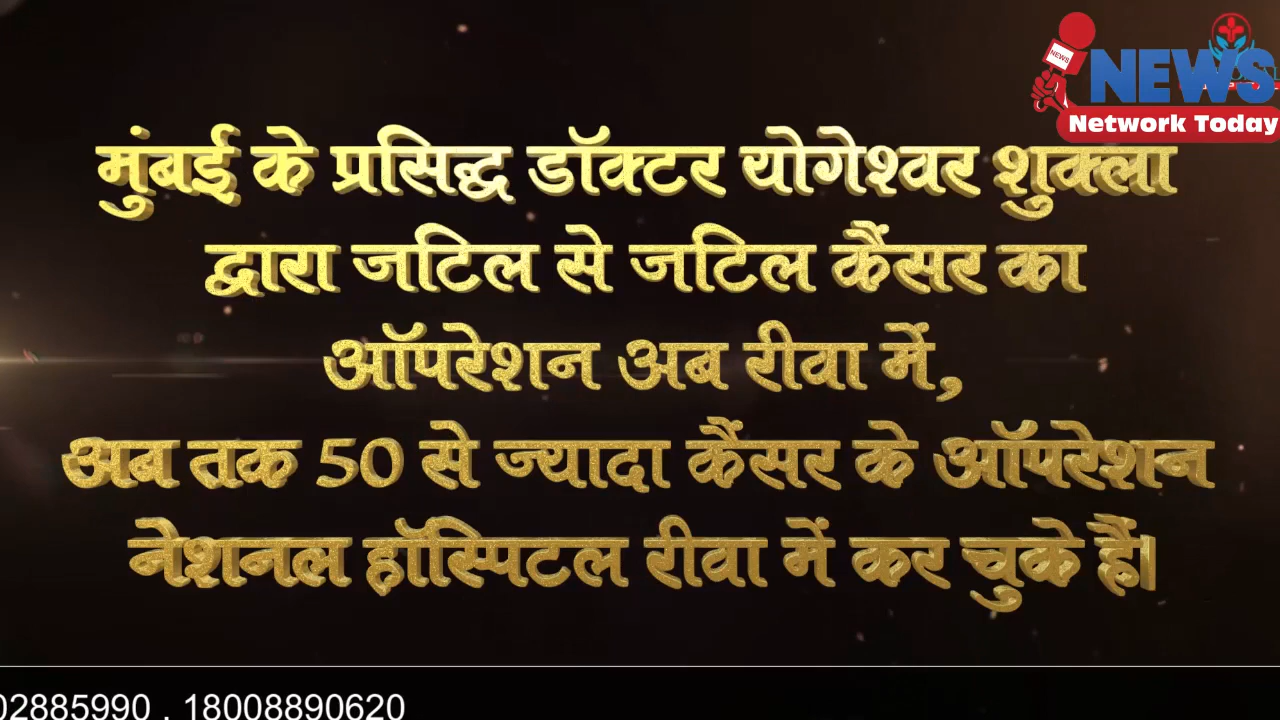 NEWS
NEWS
Network Today
मुंबई के प्रसिद्ध डॉक्टर योगेश्वर शुक्ला
द्वारा जटिल से जटिल कैंसर का
ऑपरेशन अब रीवा में,
अब तक 50 से ज्यादा कैंसर के ऑपरेशन
नेशनल हॉस्पिटल रीवा में कर चुके हैं।
02885990 , 18008890620